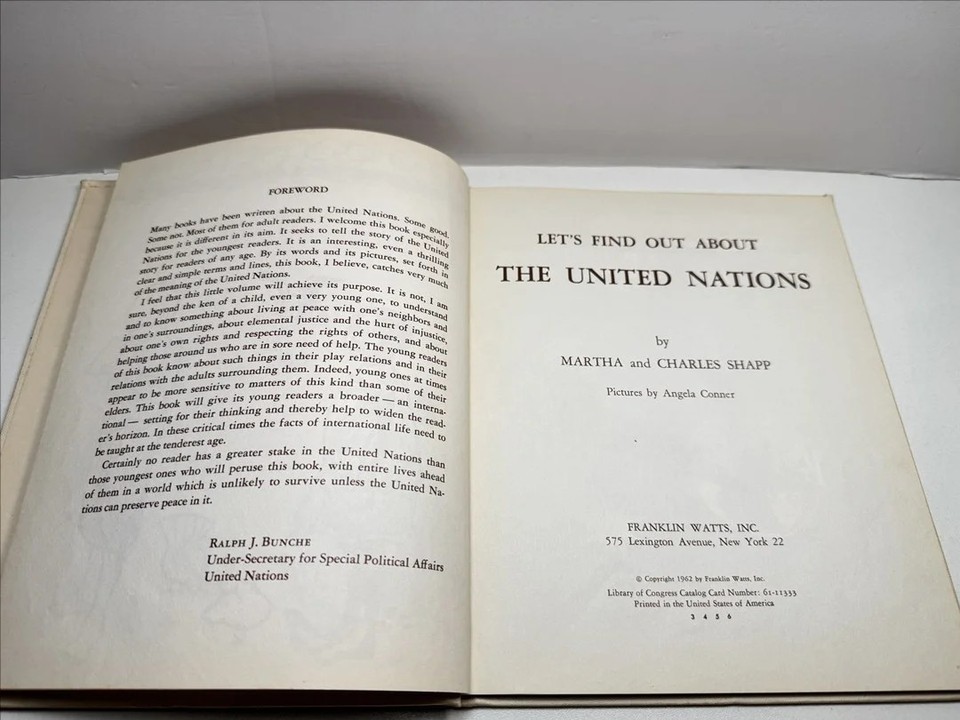 FOREWORD
Many books have been written about the United Nations. Some good.
Some not. Most of them for adult readers. I welcome this book especially
because it is different in its aim. It seeks to tell the story of the United
Nations for the youngest readers. It is an interesting, even a thrilling
story for readers of any age. By its words and its pictures, set forth in
clear and simple terms and lines, this book, I believe, catches very much
of the meaning of the United Nations.
I feel that this little volume will achieve its purpose. It is not, I am
sure, beyond the ken of a child, even a very young one, to understand
and to know something about living at peace with one's neighbors and
in one's surroundings, about elemental justice and the hurt of injustice,
about one's own rights and respecting the rights of others, and about
helping those around us who are in sore need of help. The young readers
of this book know about such things in their play relations and in their
relations with the adults surrounding them. Indeed, young ones at times
appear to be more sensitive to matters of this kind than some of their
elders. This book will give its young readers a broader — an interna-
tional — setting for their thinking and thereby help to widen the read-
er's horizon. In these critical times the facts of international life need to
be taught at the tenderest age.
Certainly no reader has a greater stake in the United Nations than
those youngest ones who will peruse this book, with entire lives ahead
of them in a world which is unlikely to survive unless the United Na-
tions can preserve peace in it.
RALPH J. BUNCHE
Under-Secretary for Special Political Affairs
United Nations
LET'S FIND OUT ABOUT
THE UNITED NATIONS
by
MARTHA and CHARLES SHAPP
Pictures by Angela Conner
FRANKLIN WATTS, INC.
575 Lexington Avenue, New York 22
© Copyright 1962 by Franklin Watts, Inc.
Library of Congress Catalog Card Number: 61-11333
Printed in the United States of America
3 4 5 6